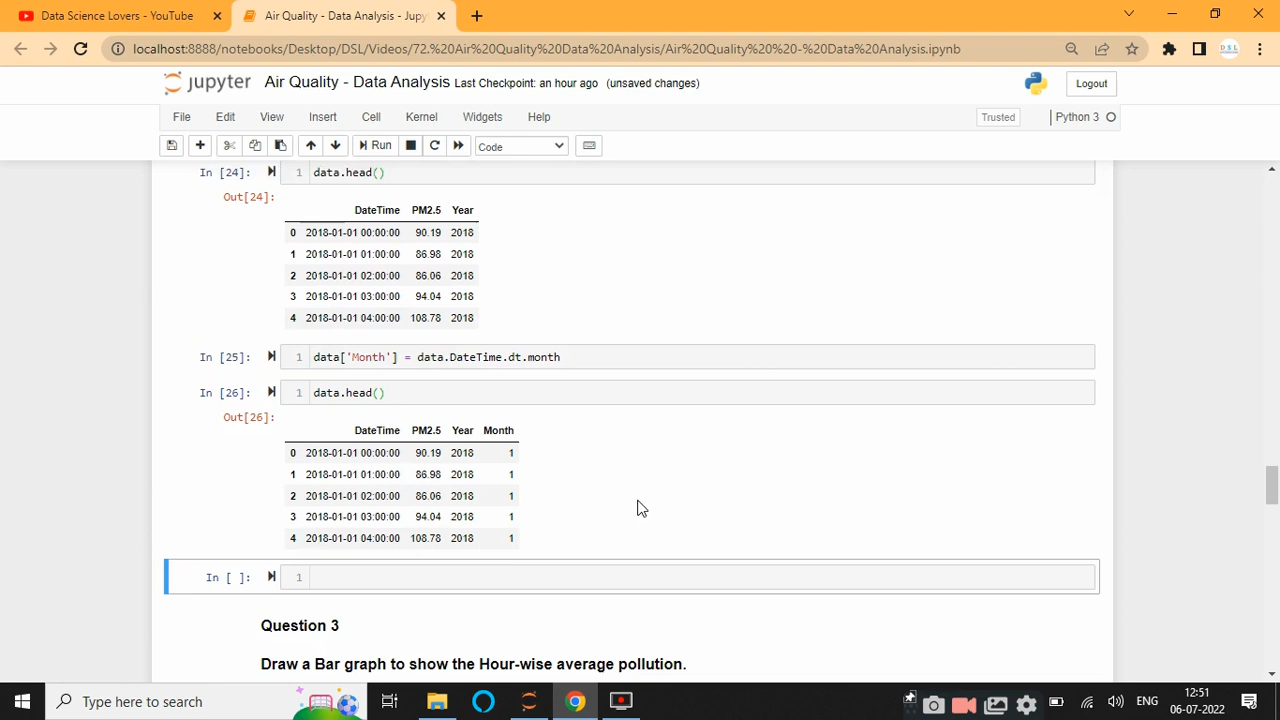 Data Science Lovers - YouTube
Air Quality - Data Analysis - Jupy
localhost:8888/notebooks/Desktop/DSL/Videos/72.%20Air%20Quality%20Data%20Analysis/Air%20Quality%20%20-%20Data%20Analysis.ipynb
jupyter Air Quality - Data Analysis Last Checkpoint: an hour ago (unsaved changes)
Logout
File Edit View Insert Cell Kernel Widgets Help
Trusted
Python 3
Run
Code
In [24]: 1 data.head()
Out[24]:
DateTime PM2.5 Year
0 2018-01-01 00:00:00 90.19 2018
1 2018-01-01 01:00:00 86.98 2018
2 2018-01-01 02:00:00 86.06 2018
3 2018-01-01 03:00:00 94.04 2018
4 2018-01-01 04:00:00 108.78 2018
In [25]: 1 data['Month'] = data.DateTime.dt.month
In [26]: 1 data.head()
Out[26]:
DateTime PM2.5 Year Month
0 2018-01-01 00:00:00 90.19 2018 1
1 2018-01-01 01:00:00 86.98 2018 1
2 2018-01-01 02:00:00 86.06 2018 1
3 2018-01-01 03:00:00 94.04 2018 1
4 2018-01-01 04:00:00 108.78 2018 1
In [ ]: 1
Question 3
Draw a Bar graph to show the Hour-wise average pollution.
Type here to search
ENG
12:51
06-07-2022